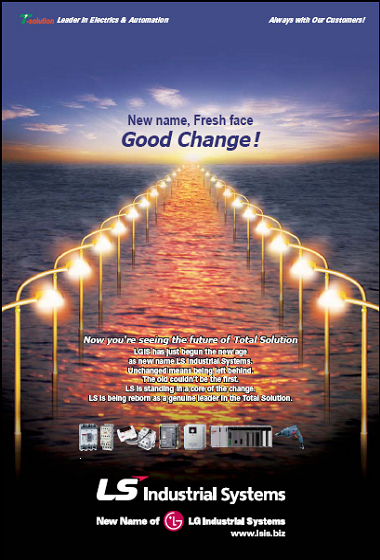 T-solution Leader in Electrics & Automation
Always with Our Customers!
New name, Fresh face
Good Change!
Now you're seeing the future of Total Solution
LGIS has just begun the new age
as new name LS Industrial Systems.
Unchanged means being left behind.
The old couldn't be the first.
LS is standing in a core of the change.
LS is being reborn as a genuine leader in the Total Solution.
LS Industrial Systems
New Name of LG LG Industrial Systems
www.lsis.biz